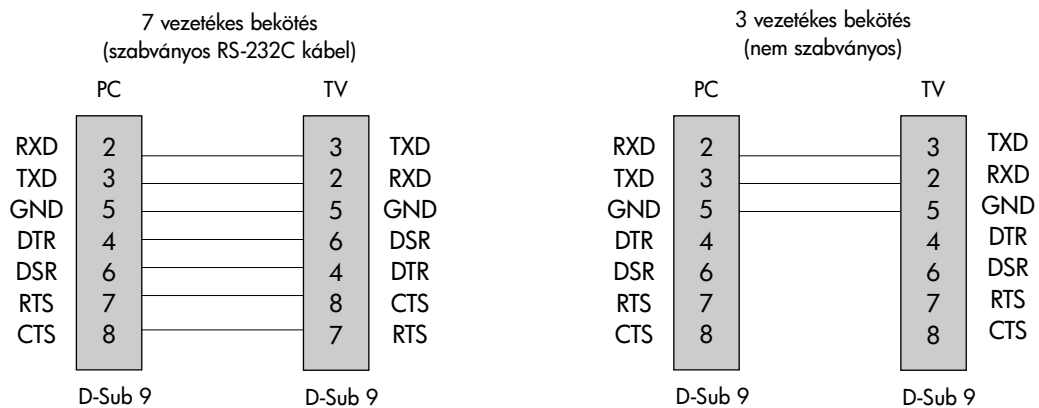 7 vezetékes bekötés
(szabványos RS-232C kábel)
PC TV
RXD 2 3 TXD
TXD 3 2 RXD
GND 5 5 GND
DTR 4 6 DSR
DSR 6 4 DTR
RTS 7 8 CTS
CTS 8 7 RTS
D-Sub 9 D-Sub 9
3 vezetékes bekötés
(nem szabványos)
PC TV
RXD 2 3 TXD
TXD 3 2 RXD
GND 5 5 GND
DTR 4 4 DTR
DSR 6 6 DSR
RTS 7 7 RTS
CTS 8 8 CTS
D-Sub 9 D-Sub 9